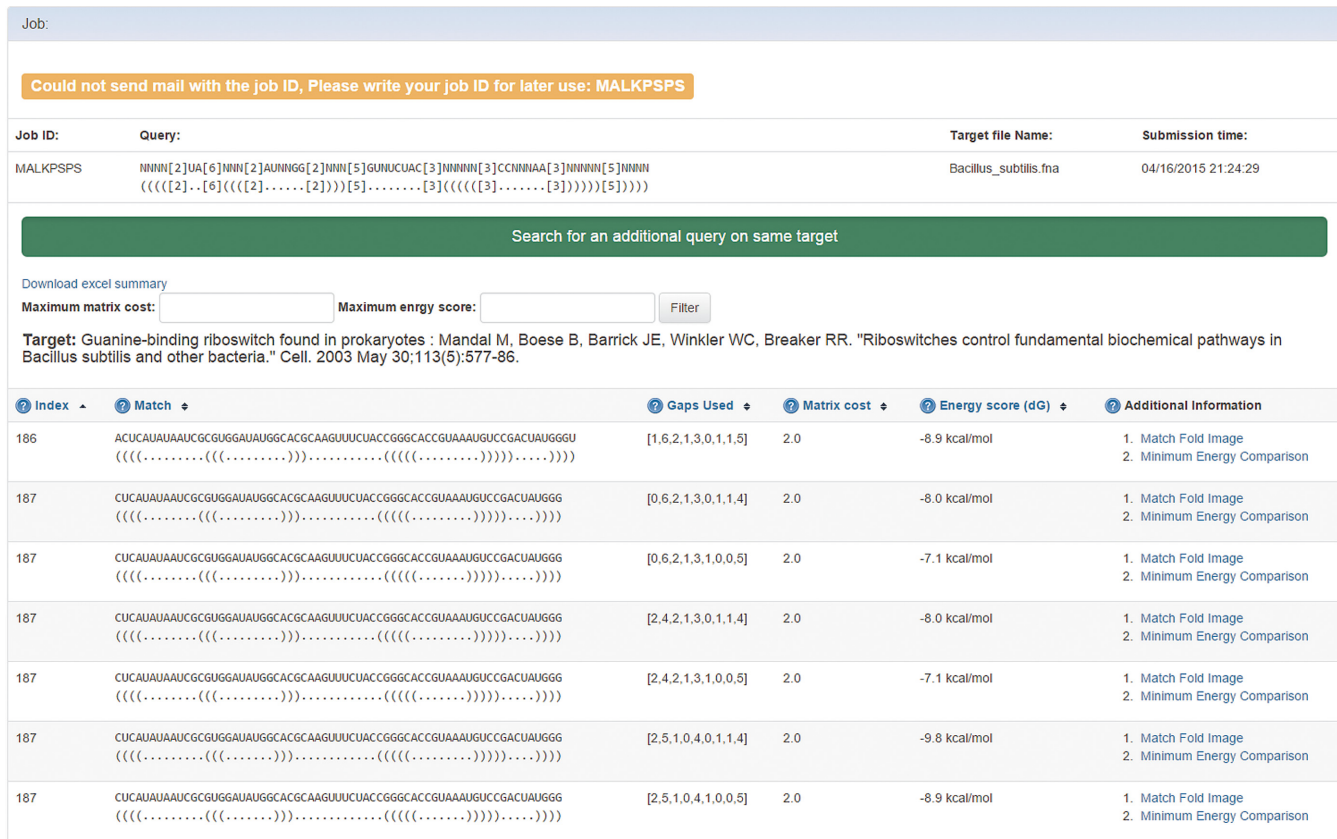 Job:
Could not send mail with the job ID, Please write your job ID for later use: MALKPSPS
Job ID: Query: Target file Name: Submission time:
MALKPSPS NNNN[2]UA[6]NNN[2]AUNNGG[2]NNN[5]GUNUCUAC[3]NNNNN[3]CCNNNAA[3]NNNNN[5]NNNN Bacillus_subtilis.fna 04/16/2015 21:24:29
(((([2]..[6]((([2]......[2])))[5]........[3]((((([3].......[3])))))[5]))))
Search for an additional query on same target
Download excel summary
Maximum matrix cost: Maximum enrgy score: Filter
Target: Guanine-binding riboswitch found in prokaryotes : Mandal M, Boese B, Barrick JE, Winkler WC, Breaker RR. "Riboswitches control fundamental biochemical pathways in
Bacillus subtilis and other bacteria." Cell. 2003 May 30;113(5):577-86.
? Index ? Match ? Gaps Used ? Matrix cost ? Energy score (dG) ? Additional Information
186 ACUCAUAUAAUCGCGUGGAUAUGGCACGCAAGUUUCUACCGGGCACCGUAAAUGUCCGACUAUGGGU [1,6,2,1,3,0,1,1,5] 2.0 -8.9 kcal/mol 1. Match Fold Image
((((.........(((.........)))...........(((((.........))))).....)))) 2. Minimum Energy Comparison
187 CUCAUAUAAUCGCGUGGAUAUGGCACGCAAGUUUCUACCGGGCACCGUAAAUGUCCGACUAUGGG [0,6,2,1,3,0,1,1,4] 2.0 -8.0 kcal/mol 1. Match Fold Image
((((........(((.........)))...........(((((.........)))))....)))) 2. Minimum Energy Comparison
187 CUCAUAUAAUCGCGUGGAUAUGGCACGCAAGUUUCUACCGGGCACCGUAAAUGUCCGACUAUGGG [0,6,2,1,3,1,0,0,5] 2.0 -7.1 kcal/mol 1. Match Fold Image
((((........(((.........)))............(((((.......))))).....)))) 2. Minimum Energy Comparison
187 CUCAUAUAAUCGCGUGGAUAUGGCACGCAAGUUUCUACCGGGCACCGUAAAUGUCCGACUAUGGG [2,4,2,1,3,0,1,1,4] 2.0 -8.0 kcal/mol 1. Match Fold Image
((((........(((.........)))...........(((((.........)))))....)))) 2. Minimum Energy Comparison
187 CUCAUAUAAUCGCGUGGAUAUGGCACGCAAGUUUCUACCGGGCACCGUAAAUGUCCGACUAUGGG [2,4,2,1,3,1,0,0,5] 2.0 -7.1 kcal/mol 1. Match Fold Image
((((........(((.........)))............(((((.......))))).....)))) 2. Minimum Energy Comparison
187 CUCAUAUAAUCGCGUGGAUAUGGCACGCAAGUUUCUACCGGGCACCGUAAAUGUCCGACUAUGGG [2,5,1,0,4,0,1,1,4] 2.0 -9.8 kcal/mol 1. Match Fold Image
((((.........(((.......)))............(((((.........)))))....)))) 2. Minimum Energy Comparison
187 CUCAUAUAAUCGCGUGGAUAUGGCACGCAAGUUUCUACCGGGCACCGUAAAUGUCCGACUAUGGG [2,5,1,0,4,1,0,0,5] 2.0 -8.9 kcal/mol 1. Match Fold Image
((((.........(((.......))).............(((((.......))))).....)))) 2. Minimum Energy Comparison